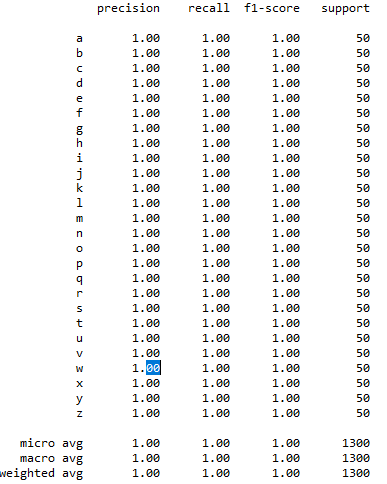 precision recall f1-score support
a 1.00 1.00 1.00 50
b 1.00 1.00 1.00 50
c 1.00 1.00 1.00 50
d 1.00 1.00 1.00 50
e 1.00 1.00 1.00 50
f 1.00 1.00 1.00 50
g 1.00 1.00 1.00 50
h 1.00 1.00 1.00 50
i 1.00 1.00 1.00 50
j 1.00 1.00 1.00 50
k 1.00 1.00 1.00 50
l 1.00 1.00 1.00 50
m 1.00 1.00 1.00 50
n 1.00 1.00 1.00 50
o 1.00 1.00 1.00 50
p 1.00 1.00 1.00 50
q 1.00 1.00 1.00 50
r 1.00 1.00 1.00 50
s 1.00 1.00 1.00 50
t 1.00 1.00 1.00 50
u 1.00 1.00 1.00 50
v 1.00 1.00 1.00 50
w 1.00 1.00 1.00 50
x 1.00 1.00 1.00 50
y 1.00 1.00 1.00 50
z 1.00 1.00 1.00 50
micro avg 1.00 1.00 1.00 1300
macro avg 1.00 1.00 1.00 1300
weighted avg 1.00 1.00 1.00 1300